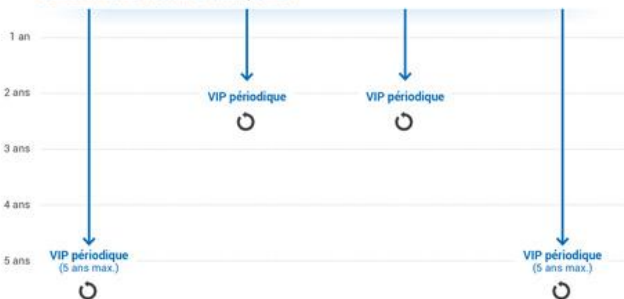 1 an
2 ans
VIP périodique
VIP périodique
3 ans
4 ans
5 ans
VIP périodique
(5 ans max.)
VIP périodique
(5 ans max.)